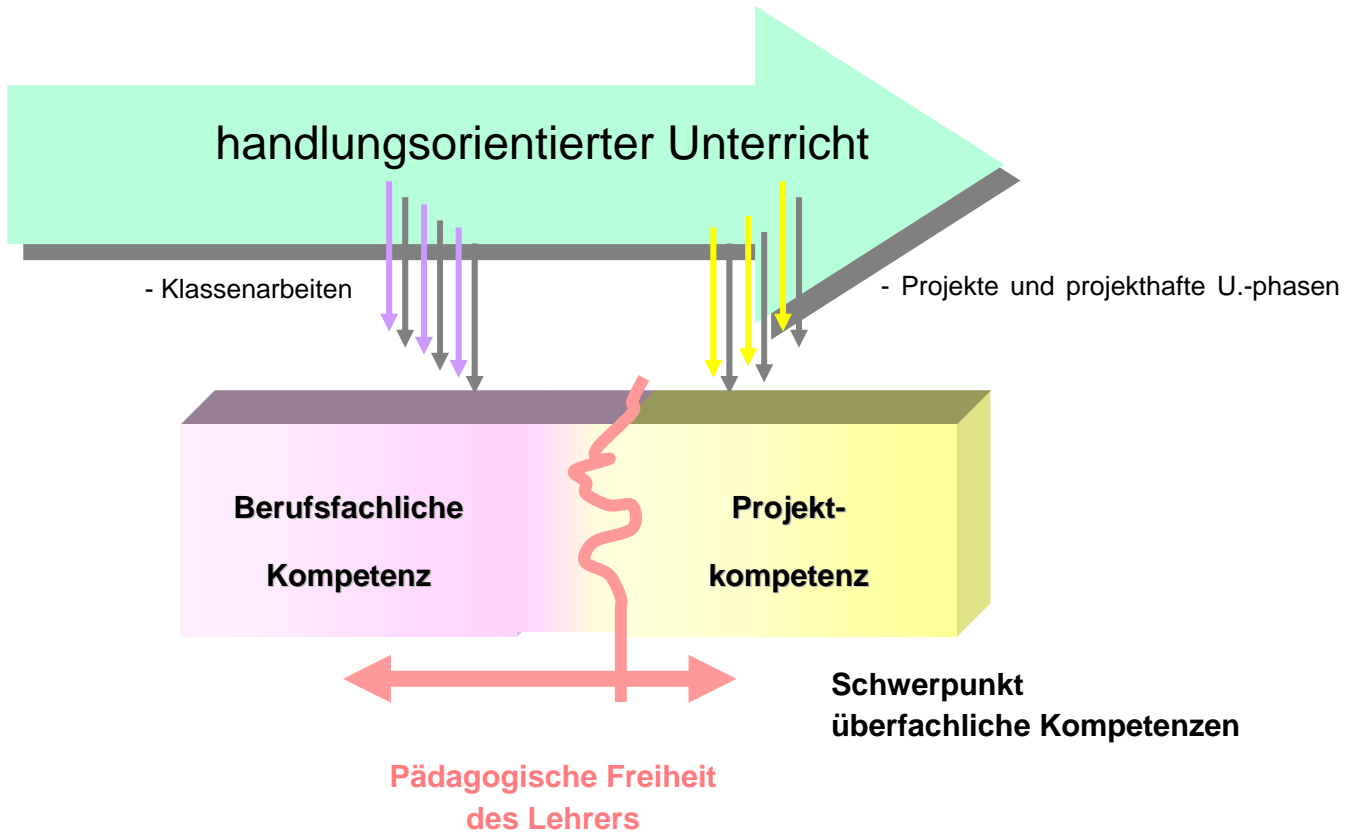 handlungsorientierter Unterricht
- Klassenarbeiten
- Projekte und projekthafte U.-phasen
Berufsfachliche
Kompetenz
Projekt-
kompetenz
Schwerpunkt
überfachliche Kompetenzen
Pädagogische Freiheit
des Lehrers